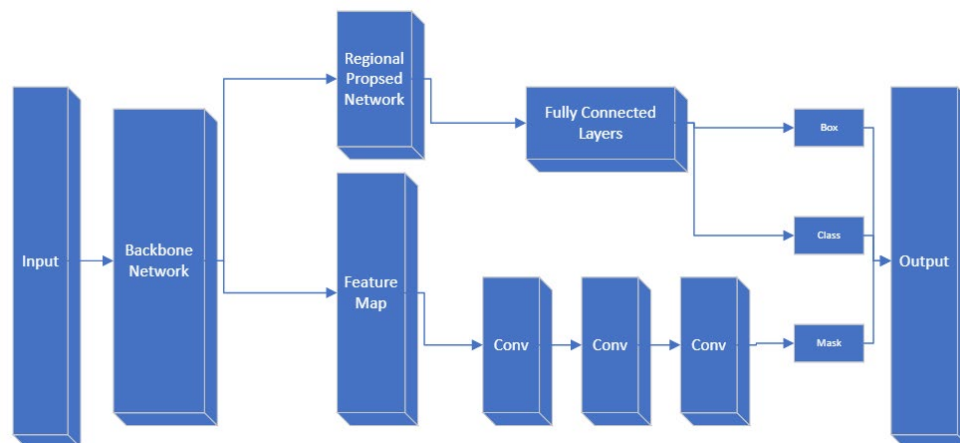 Input
Backbone
Network
Regional
Propsed
Network
Feature
Map
Fully Connected
Layers
Conv
Conv
Conv
Box
Class
Mask
Output